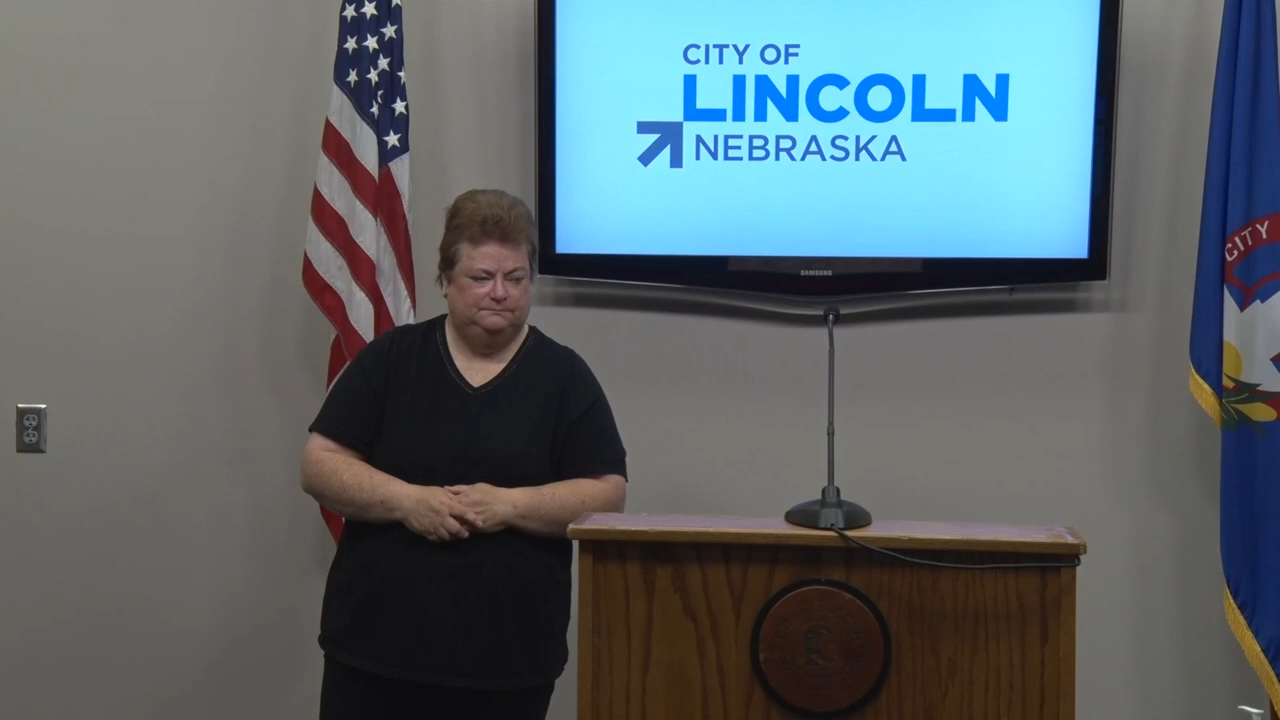 CITY OF
LINCOLN
NEBRASKA
SAMSUNG
CITY